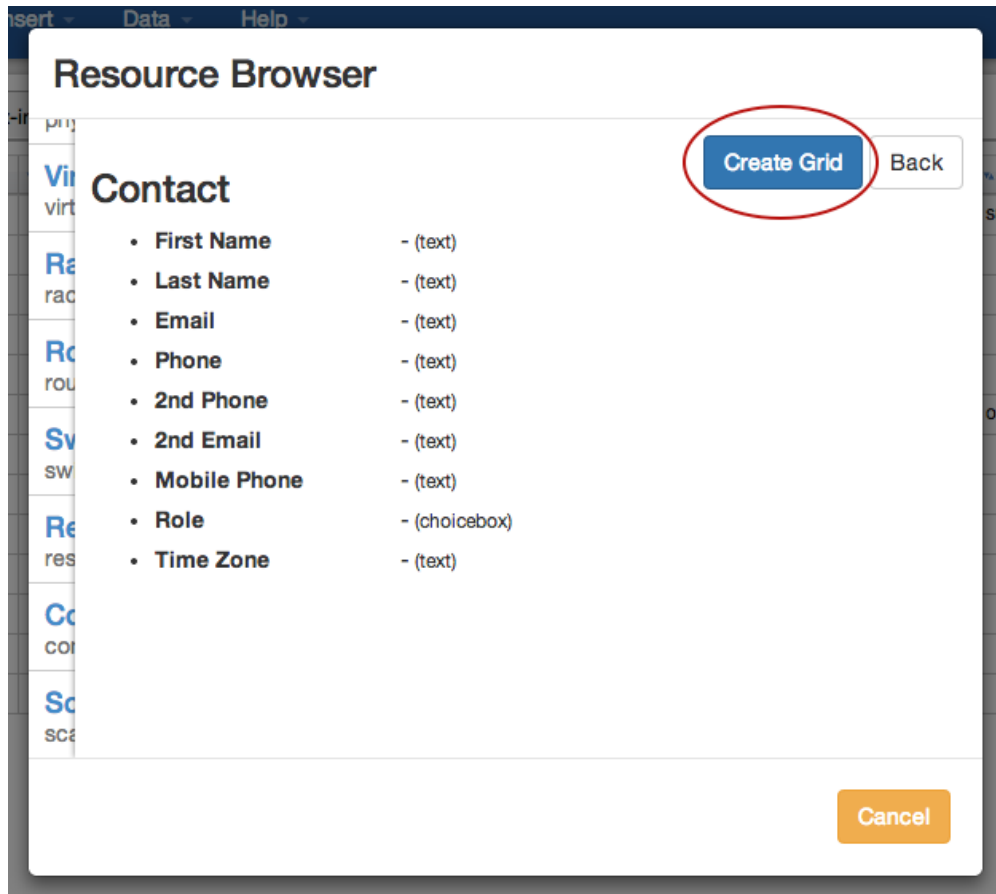 Data Help
Resource Browser
Create Grid Back
Contact
• First Name - (text)
• Last Name - (text)
• Email - (text)
• Phone - (text)
• 2nd Phone - (text)
• 2nd Email - (text)
• Mobile Phone - (text)
• Role - (choicebox)
• Time Zone - (text)
Cancel